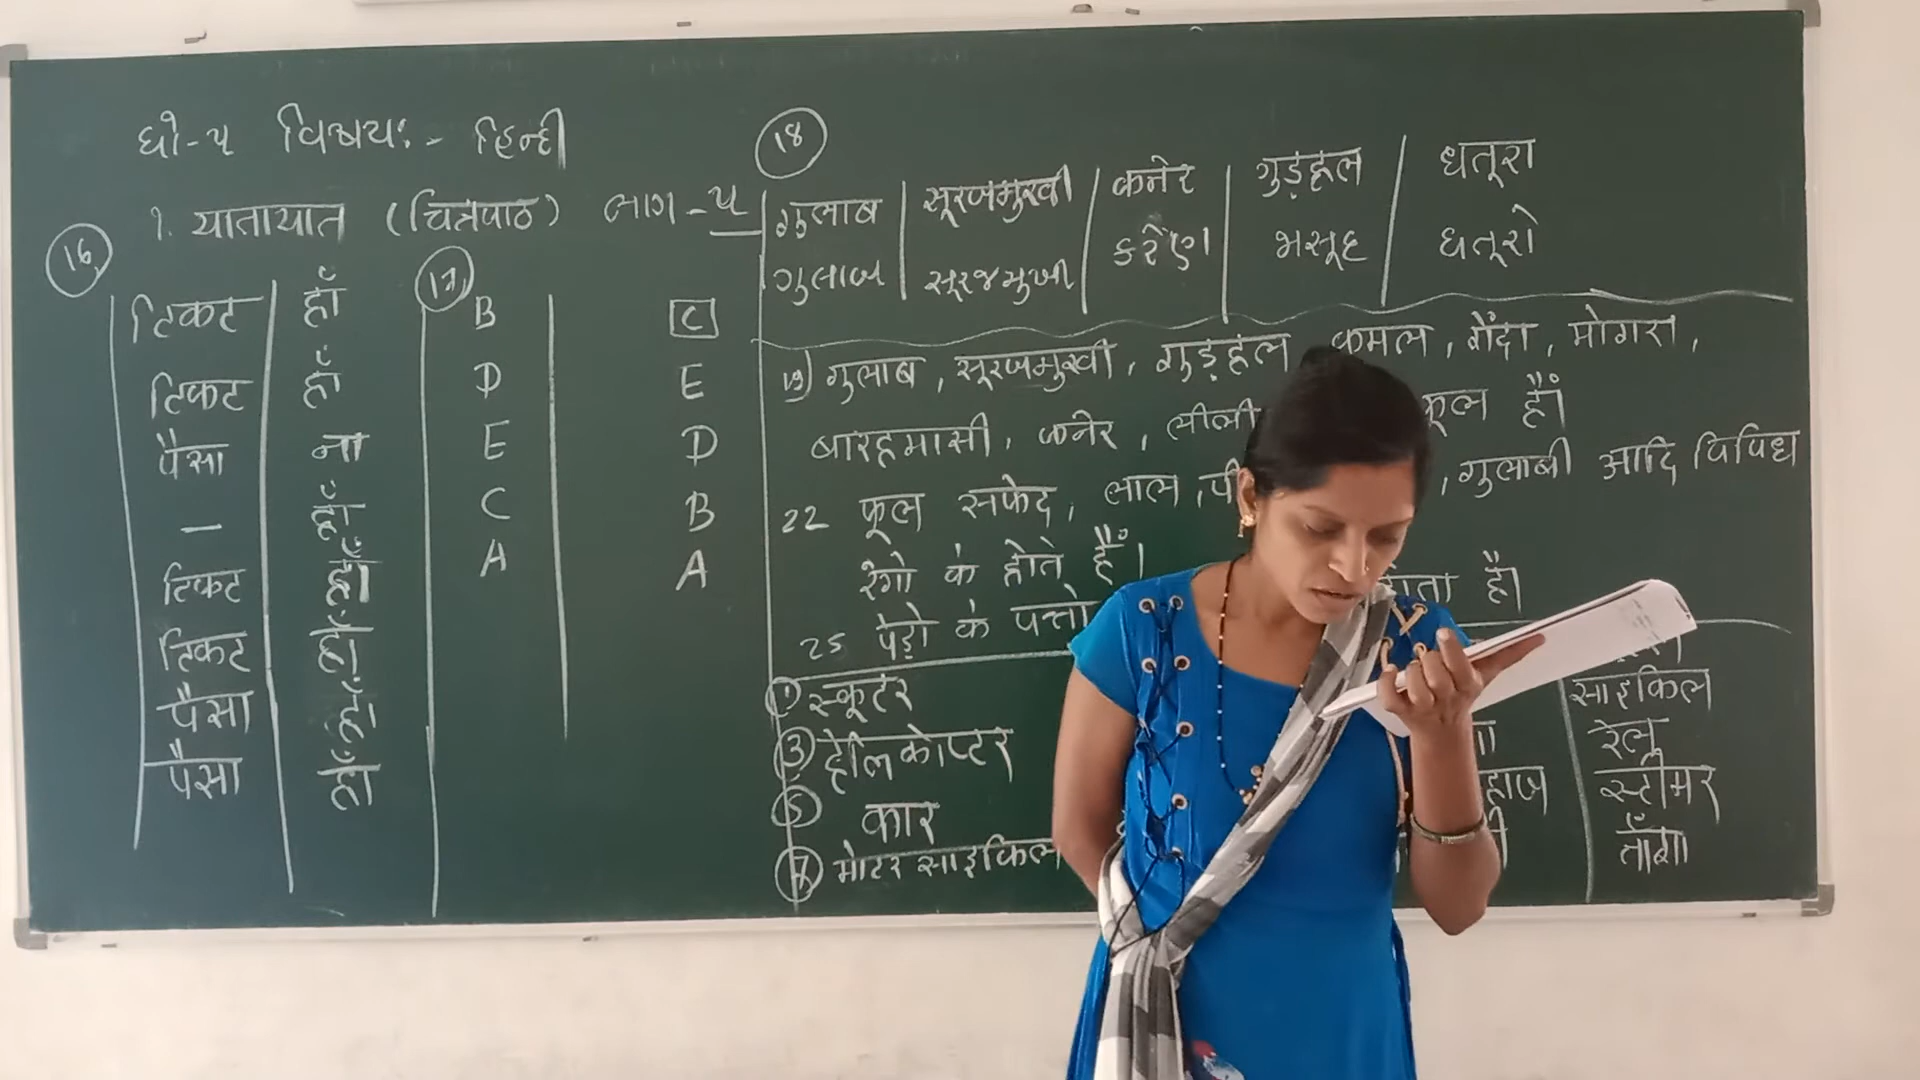 धो-५ विषय:- हिन्दी
१. यातायात (चित्रपाठ) ભાગ-૫
16
टिकट हाँ
टिकट हाँ
पैसा ना
— हाँ
टिकट हाँ
टिकट हाँ
पैसा हाँ
पैसा हाँ
17
B C
D E
E D
C B
A A
18
गुलाब सूरजमुखी कनेर गुड़हल धतूरा
ગુલાબ સૂરજમુખી કરેણ જાસૂદ ધતૂરો
19) गुलाब, सूरजमुखी, गुड़हल, कमल, गेंदा, मोगरा,
बारहमासी, कनेर, लीली फूल हैं।
22 फूल सफेद, लाल, पी , गुलाबी आदि विविध
रंगो के होते हैं।
25 पेड़ो के पत्तो होता है।
① स्कूटर साइकिल
③ हेलिकोप्टर रेलू
⑤ कार हाज स्टीमर
⑦ मोटर साइकिल ताँगा